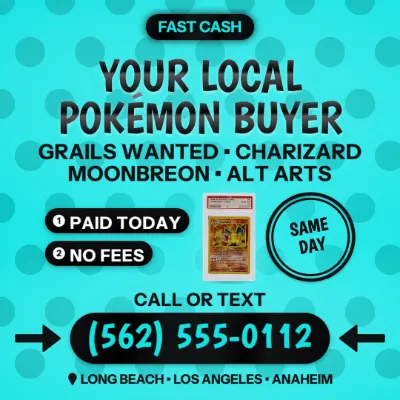 FAST CASH
YOUR LOCAL
POKÉMON BUYER
GRAILS WANTED ▪ CHARIZARD
MOONBREON ▪ ALT ARTS
1 PAID TODAY
2 NO FEES
SAME
DAY
CALL OR TEXT
(562) 555-0112
LONG BEACH ▪ LOS ANGELES ▪ ANAHEIM